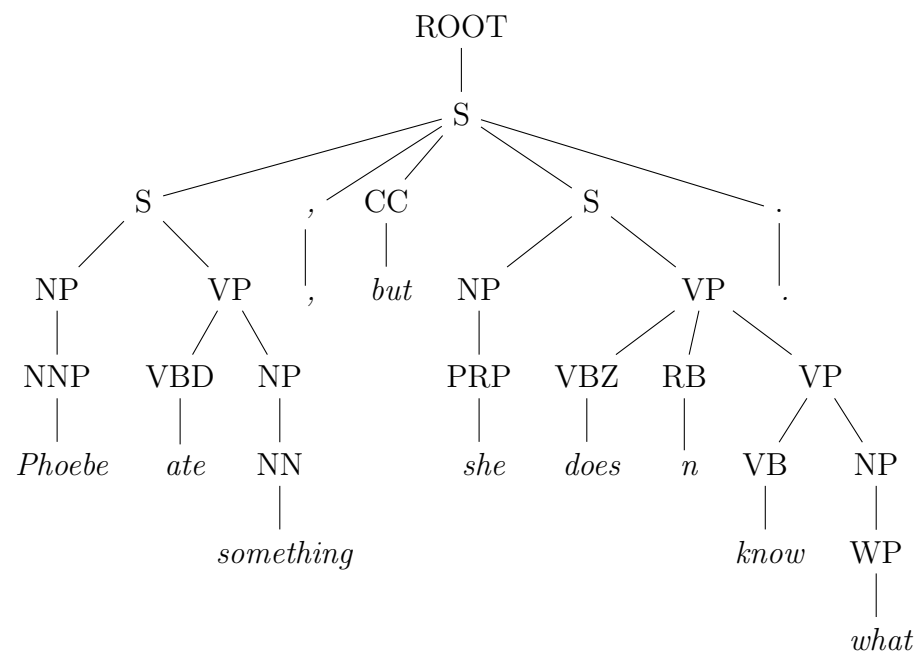 ROOT
S
S , CC S .
NP VP , but NP VP .
NNP VBD NP PRP VBZ RB VP
Phoebe ate NN she does n VB NP
something know WP
what